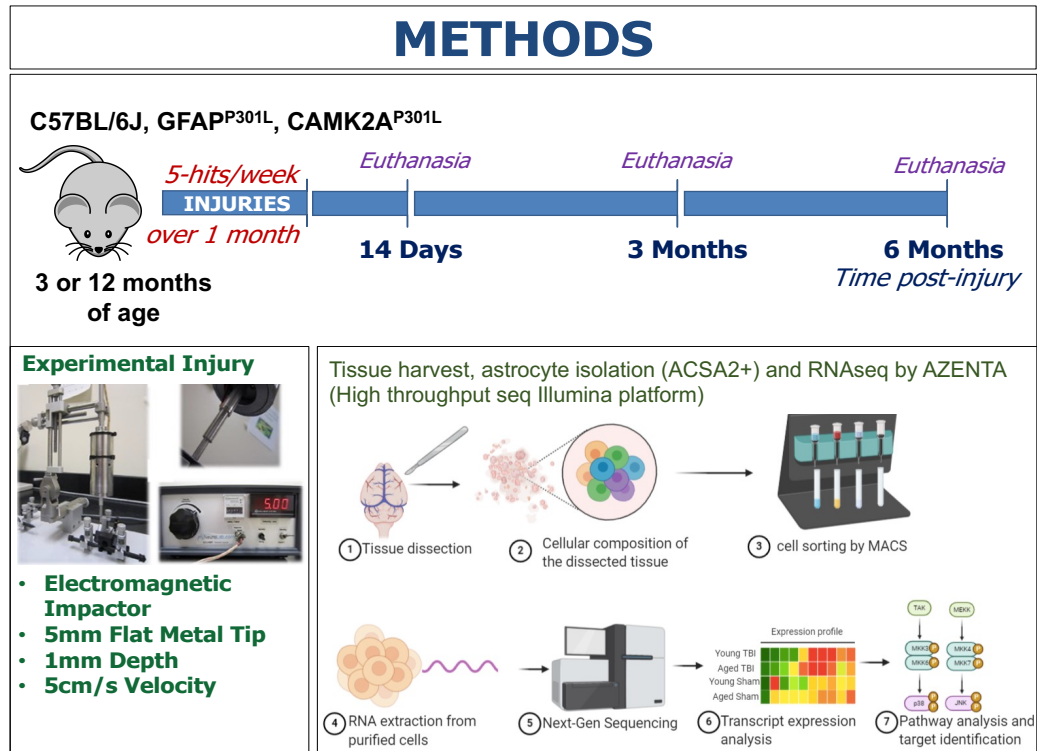 METHODS
C57BL/6J, GFAP^P301L, CAMK2A^P301L
5-hits/week
INJURIES
over 1 month
3 or 12 months
of age
Euthanasia
Euthanasia
Euthanasia
14 Days
3 Months
6 Months
Time post-injury
Experimental Injury
5.00
• Electromagnetic
Impactor
• 5mm Flat Metal Tip
• 1mm Depth
• 5cm/s Velocity
Tissue harvest, astrocyte isolation (ACSA2+) and RNAseq by AZENTA
(High throughput seq Illumina platform)
1 Tissue dissection
2 Cellular composition of
the dissected tissue
3 cell sorting by MACS
4 RNA extraction from
purified cells
5 Next-Gen Sequencing
Expression profile
Young TBI
Aged TBI
Young Sham
Aged Sham
6 Transcript expression
analysis
TAK
MEKK
MKK3 P
MKK6 P
MKK4 P
MKK7 P
p38 P P
JNK P P
7 Pathway analysis and
target identification